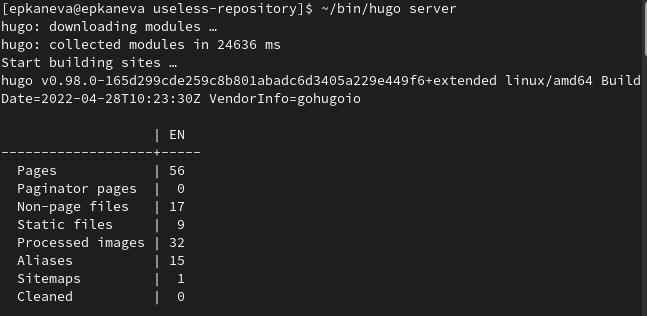 [epkaneva@epkaneva useless-repository]$ ~/bin/hugo server
hugo: downloading modules …
hugo: collected modules in 24636 ms
Start building sites …
hugo v0.98.0-165d299cde259c8b801abadc6d3405a229e449f6+extended linux/amd64 Build
Date=2022-04-28T10:23:30Z VendorInfo=gohugoio
                   | EN
-------------------+-----
  Pages            | 56
  Paginator pages  |  0
  Non-page files   | 17
  Static files     |  9
  Processed images | 32
  Aliases          | 15
  Sitemaps         |  1
  Cleaned          |  0